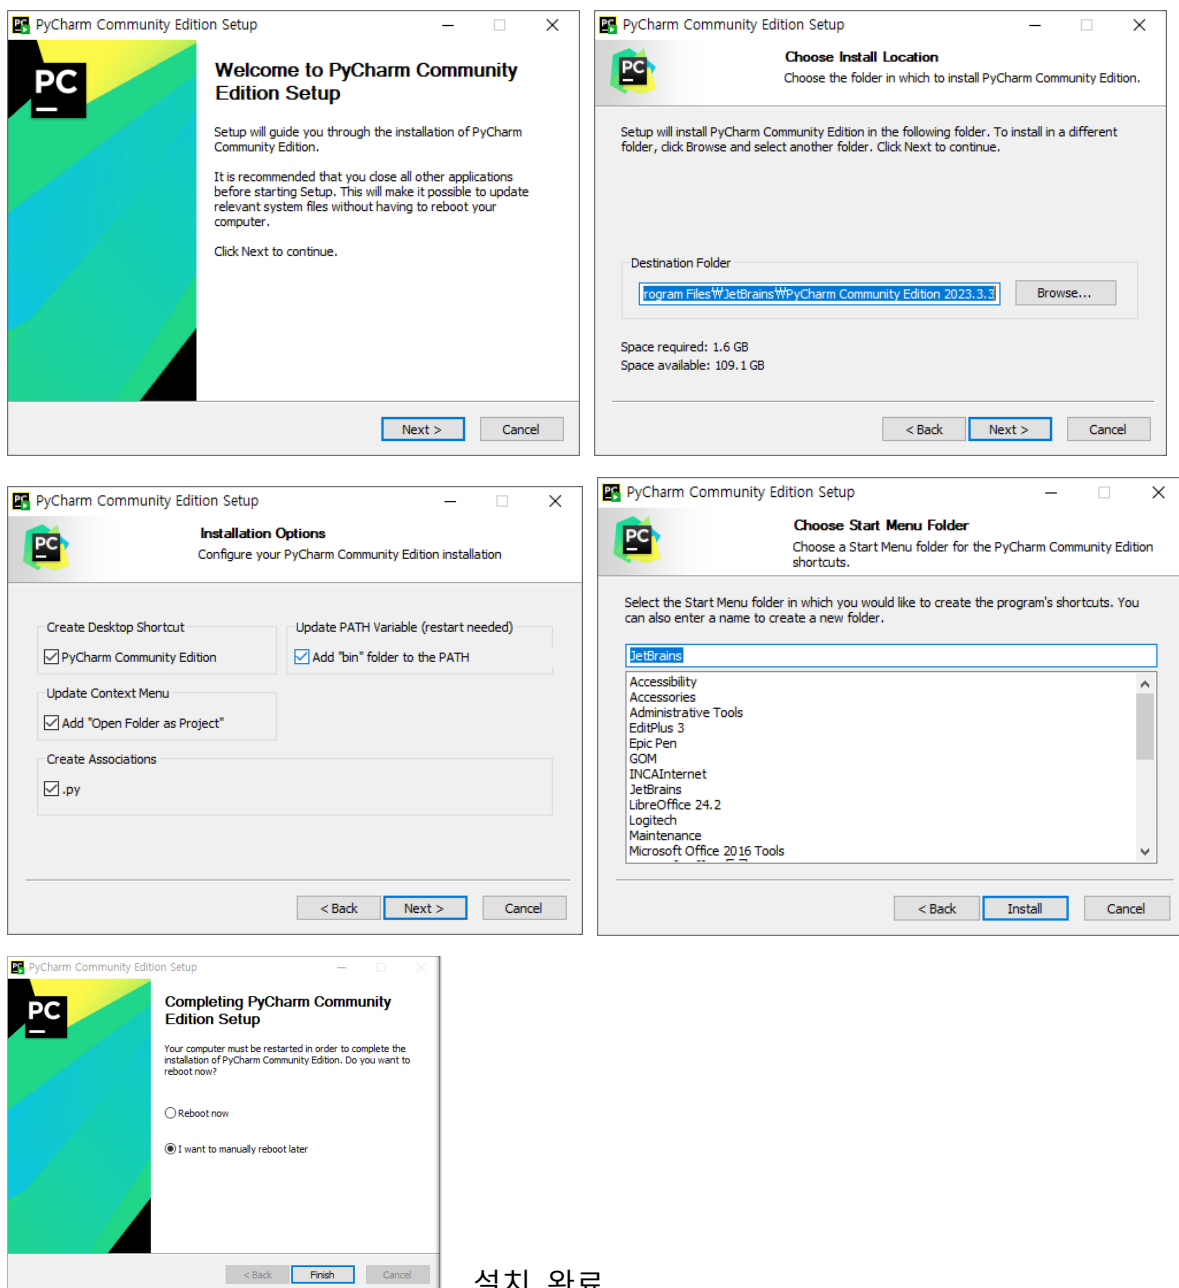 PyCharm Community Edition Setup
PC
Welcome to PyCharm Community
Edition Setup
Setup will guide you through the installation of PyCharm
Community Edition.
It is recommended that you close all other applications
before starting Setup. This will make it possible to update
relevant system files without having to reboot your
computer.
Click Next to continue.
Next >
Cancel
PyCharm Community Edition Setup
PC
Choose Install Location
Choose the folder in which to install PyCharm Community Edition.
Setup will install PyCharm Community Edition in the following folder. To install in a different
folder, click Browse and select another folder. Click Next to continue.
Destination Folder
rogram Files₩JetBrains₩PyCharm Community Edition 2023.3.3
Browse...
Space required: 1.6 GB
Space available: 109.1 GB
< Back
Next >
Cancel
PyCharm Community Edition Setup
PC
Installation Options
Configure your PyCharm Community Edition installation
Create Desktop Shortcut
Update PATH Variable (restart needed)
PyCharm Community Edition
Add "bin" folder to the PATH
Update Context Menu
Add "Open Folder as Project"
Create Associations
.py
< Back
Next >
Cancel
PyCharm Community Edition Setup
PC
Choose Start Menu Folder
Choose a Start Menu folder for the PyCharm Community Edition
shortcuts.
Select the Start Menu folder in which you would like to create the program's shortcuts. You
can also enter a name to create a new folder.
JetBrains
Accessibility
Accessories
Administrative Tools
EditPlus 3
Epic Pen
GOM
INCAInternet
JetBrains
LibreOffice 24.2
Logitech
Maintenance
Microsoft Office 2016 Tools
< Back
Install
Cancel
PyCharm Community Edition Setup
PC
Completing PyCharm Community
Edition Setup
Your computer must be restarted in order to complete the
installation of PyCharm Community Edition. Do you want to
reboot now?
Reboot now
I want to manually reboot later
< Back
Finish
Cancel
설치 완료